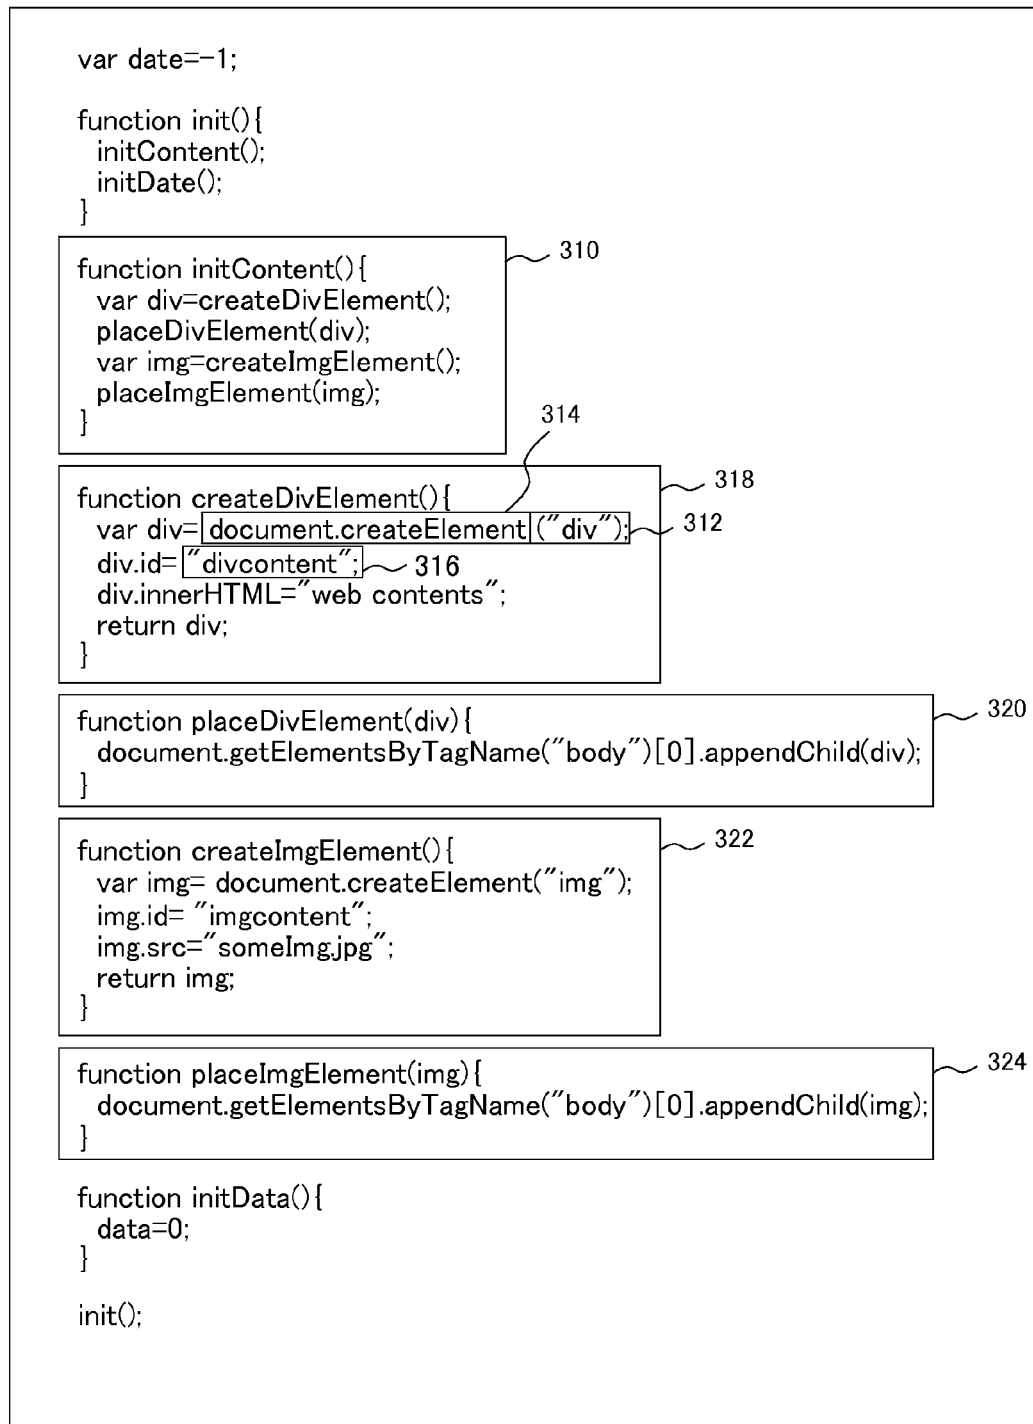 var date=-1;
function init(){
initContent();
initDate();
}
310
function initContent(){
var div=createDivElement();
placeDivElement(div);
var img=createImgElement();
placeImgElement(img);
}
314
318
function createDivElement(){
var div= document.createElement ("div"); 312
div.id= "divcontent"; 316
div.innerHTML="web contents";
return div;
}
320
function placeDivElement(div){
document.getElementsByTagName("body")[0].appendChild(div);
}
322
function createImgElement(){
var img= document.createElement("img");
img.id= "imgcontent";
img.src="someImg.jpg";
return img;
}
324
function placeImgElement(img){
document.getElementsByTagName("body")[0].appendChild(img);
}
function initData(){
data=0;
}
init();